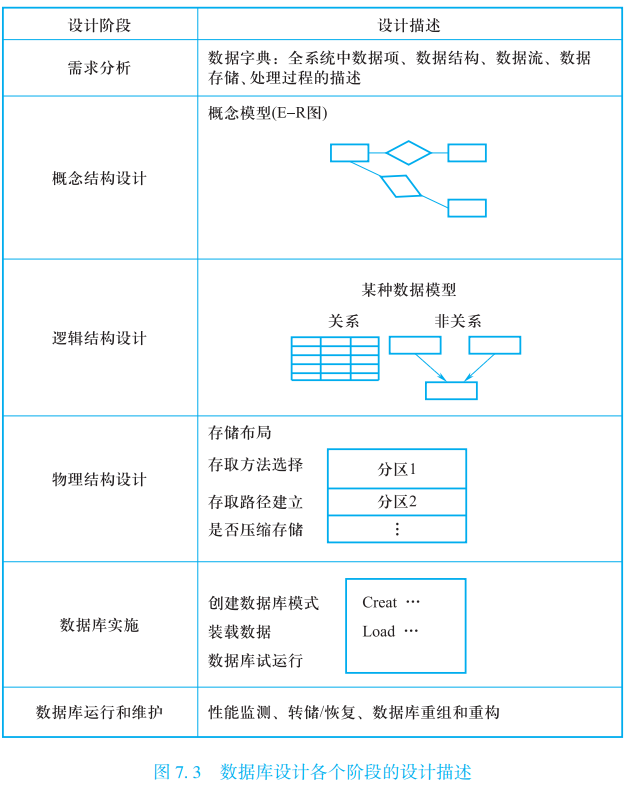 设计阶段 设计描述
需求分析
数据字典：全系统中数据项、数据结构、数据流、数据
存储、处理过程的描述
概念结构设计
概念模型(E-R图)
逻辑结构设计
某种数据模型
关系 非关系
物理结构设计
存储布局
存取方法选择 分区1
存取路径建立 分区2
是否压缩存储 ⋮
数据库实施
创建数据库模式 Creat …
装载数据 Load …
数据库试运行
数据库运行和维护 性能监测、转储/恢复、数据库重组和重构
图 7.3 数据库设计各个阶段的设计描述